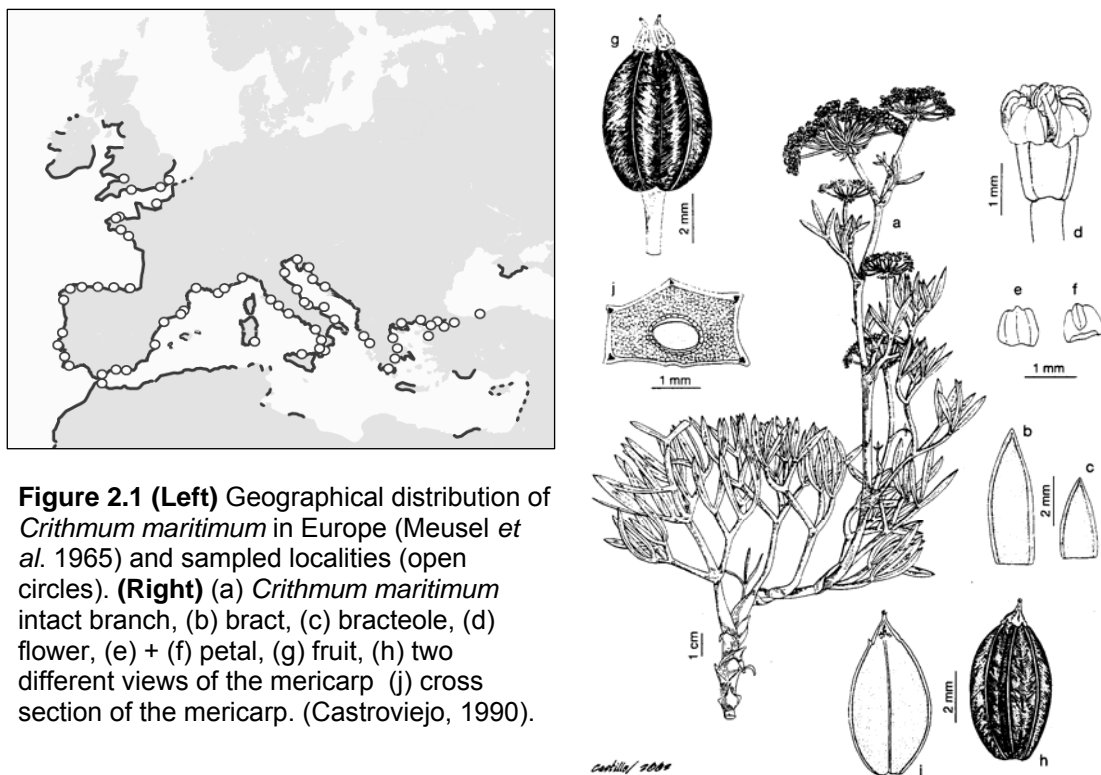 g
2 mm
a
1 mm
d
j
1 mm
e
f
1 mm
b
c
2 mm
1 cm
2 mm
i
h
Castillo/ 2002
Figure 2.1 (Left) Geographical distribution of
Crithmum maritimum in Europe (Meusel et
al. 1965) and sampled localities (open
circles). (Right) (a) Crithmum maritimum
intact branch, (b) bract, (c) bracteole, (d)
flower, (e) + (f) petal, (g) fruit, (h) two
different views of the mericarp (j) cross
section of the mericarp. (Castroviejo, 1990).